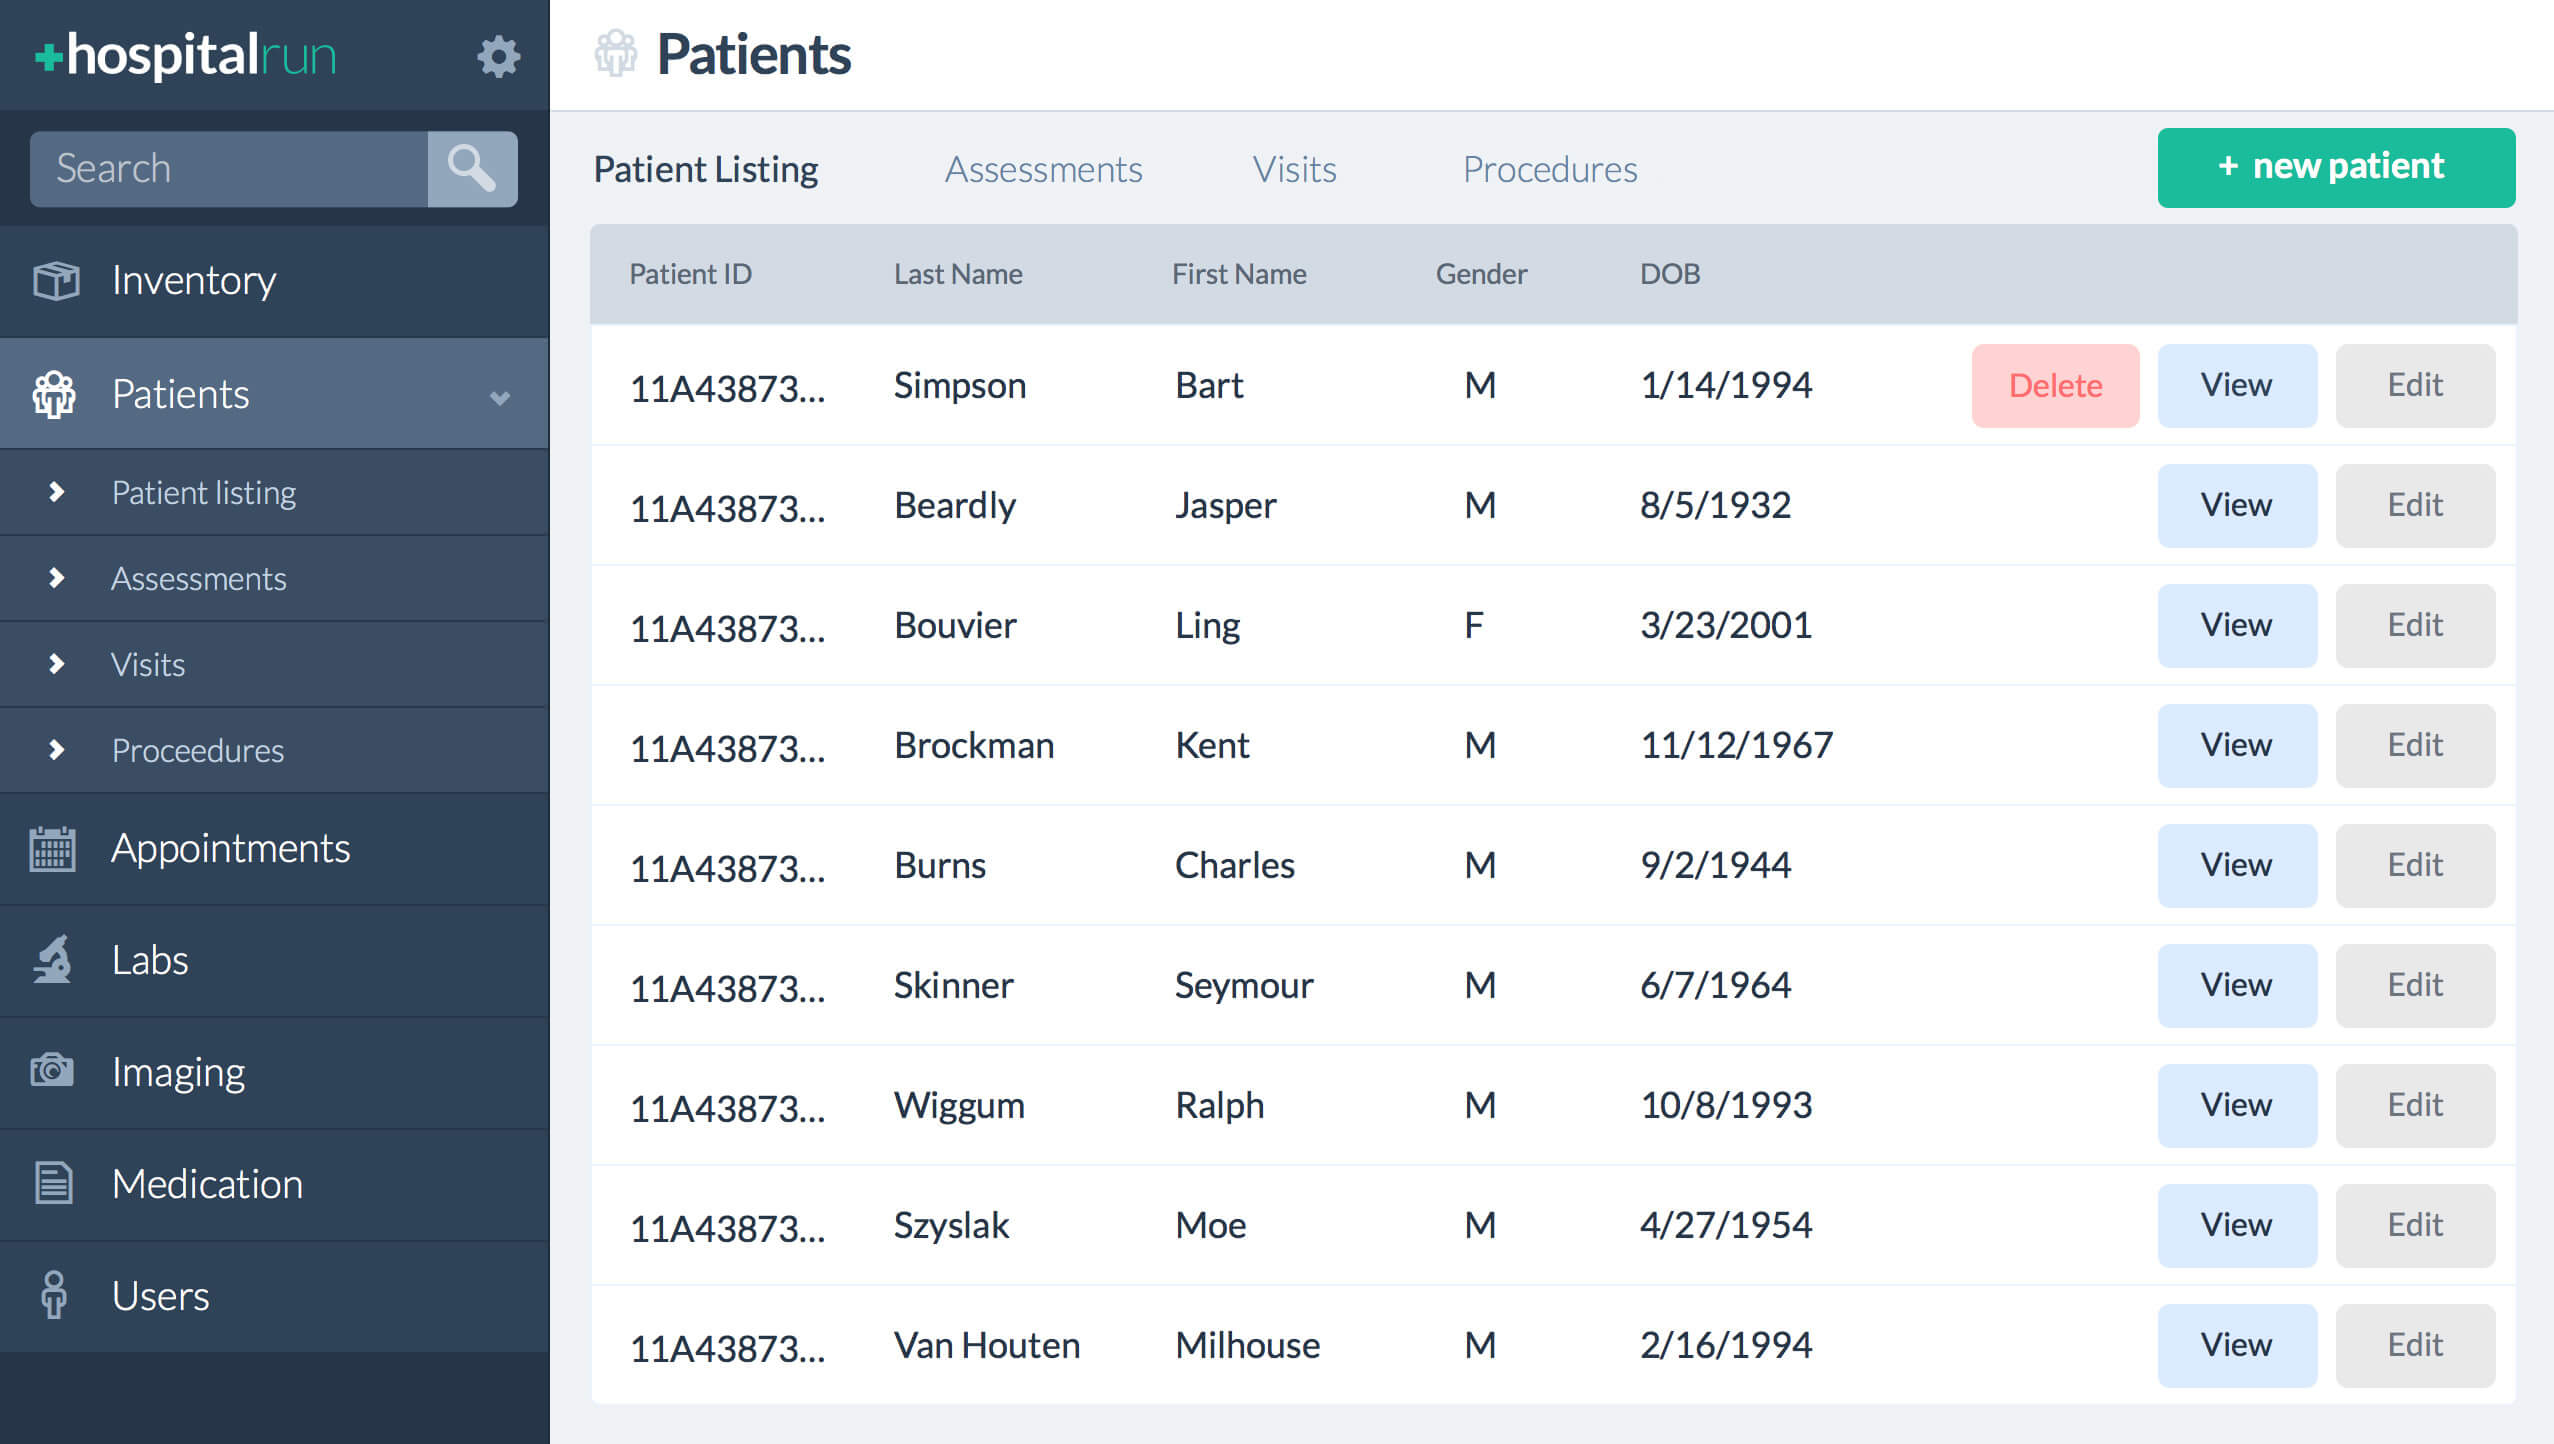 hospitalrun
Search
Inventory
Patients
Patient listing
Assessments
Visits
Proceedures
Appointments
Labs
Imaging
Medication
Users
Patients
Patient Listing Assessments Visits Procedures + new patient
Patient ID Last Name First Name Gender DOB
11A43873... Simpson Bart M 1/14/1994 Delete View Edit
11A43873... Beardly Jasper M 8/5/1932 View Edit
11A43873... Bouvier Ling F 3/23/2001 View Edit
11A43873... Brockman Kent M 11/12/1967 View Edit
11A43873... Burns Charles M 9/2/1944 View Edit
11A43873... Skinner Seymour M 6/7/1964 View Edit
11A43873... Wiggum Ralph M 10/8/1993 View Edit
11A43873... Szyslak Moe M 4/27/1954 View Edit
11A43873... Van Houten Milhouse M 2/16/1994 View Edit